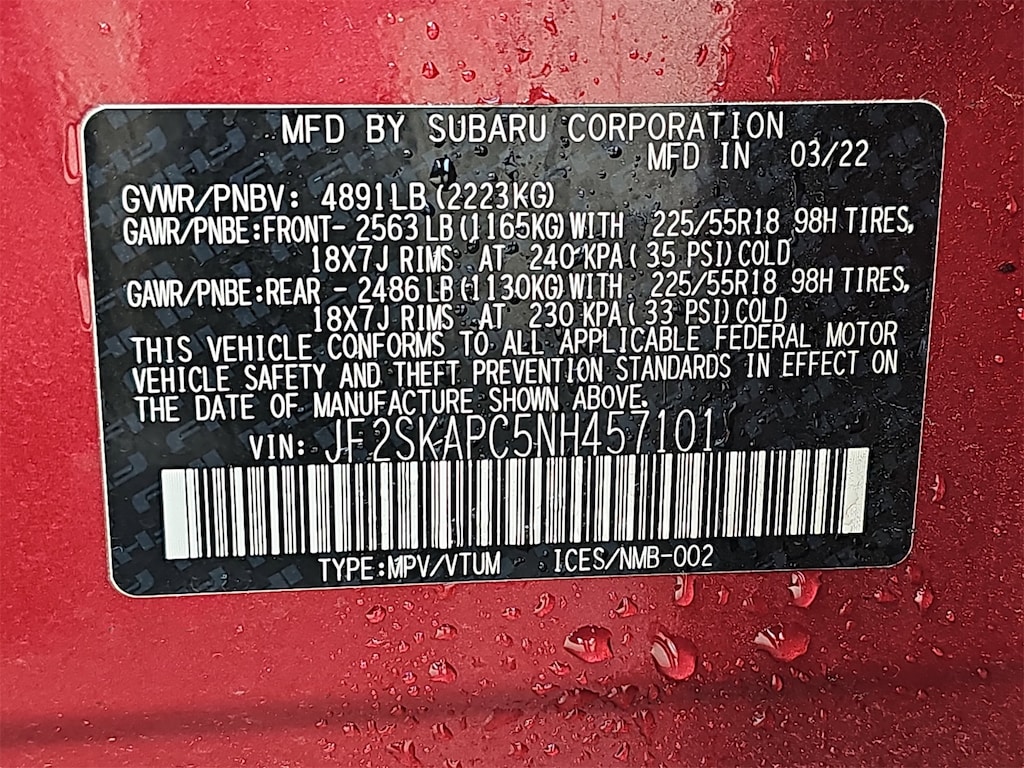 MFD BY SUBARU CORPORATION
MFD IN 03/22
GVWR/PNBV: 4891LB (2223KG)
GAWR/PNBE:FRONT- 2563 LB (1165KG) WITH 225/55R18 98H TIRES,
18X7J RIMS AT 240 KPA ( 35 PSI) COLD
GAWR/PNBE:REAR - 2486 LB (1130KG) WITH 225/55R18 98H TIRES,
18X7J RIMS AT 230 KPA ( 33 PSI) COLD
THIS VEHICLE CONFORMS TO ALL APPLICABLE FEDERAL MOTOR
VEHICLE SAFETY AND THEFT PREVENTION STANDARDS IN EFFECT ON
THE DATE OF MANUFACTURE SHOWN ABOVE.
VIN: JF2SKAPC5NH457101
TYPE:MPV/VTUM ICES/NMB-002